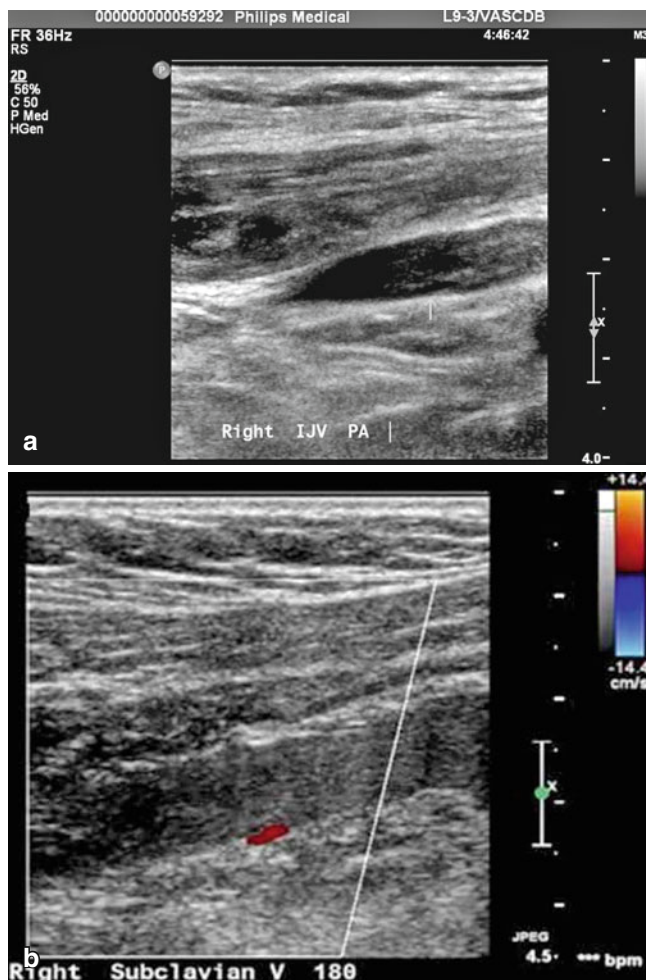 000000000059292 Philips Medical L9-3/VASCDB
FR 36Hz 4:46:42 M3
RS
2D
56%
C 50
P Med
HGen
P
x
Right IJV PA
a
4.0
+14.4
-14.4
cm/s
x
JPEG
b
4.5 *** bpm
Right Subclavian V 180